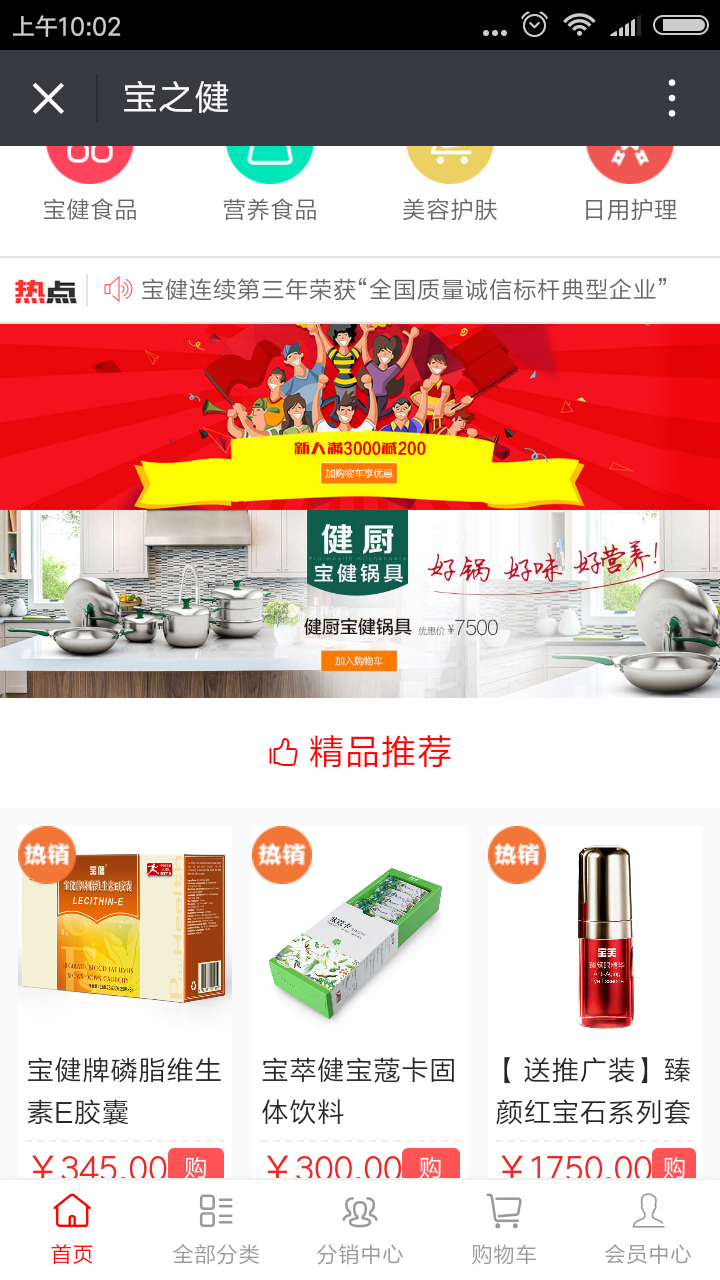 上午10:02
宝之健
宝健食品
营养食品
美容护肤
日用护理
热点
宝健连续第三年荣获“全国质量诚信标杆典型企业”
新人满3000减200
加购物车享优惠
健厨
宝健锅具
好锅 好味 好营养!
健厨宝健锅具 优惠价¥7500
加入购物车
精品推荐
热销
热销
热销
宝健
LECITHIN-E
宝美
Anti-Aging
宝健牌磷脂维生
素E胶囊
宝萃健宝蔻卡固
体饮料
【 送推广装】臻
颜红宝石系列套
￥345.00
购
￥300.00
购
￥1750.00
购
首页
全部分类
分销中心
购物车
会员中心